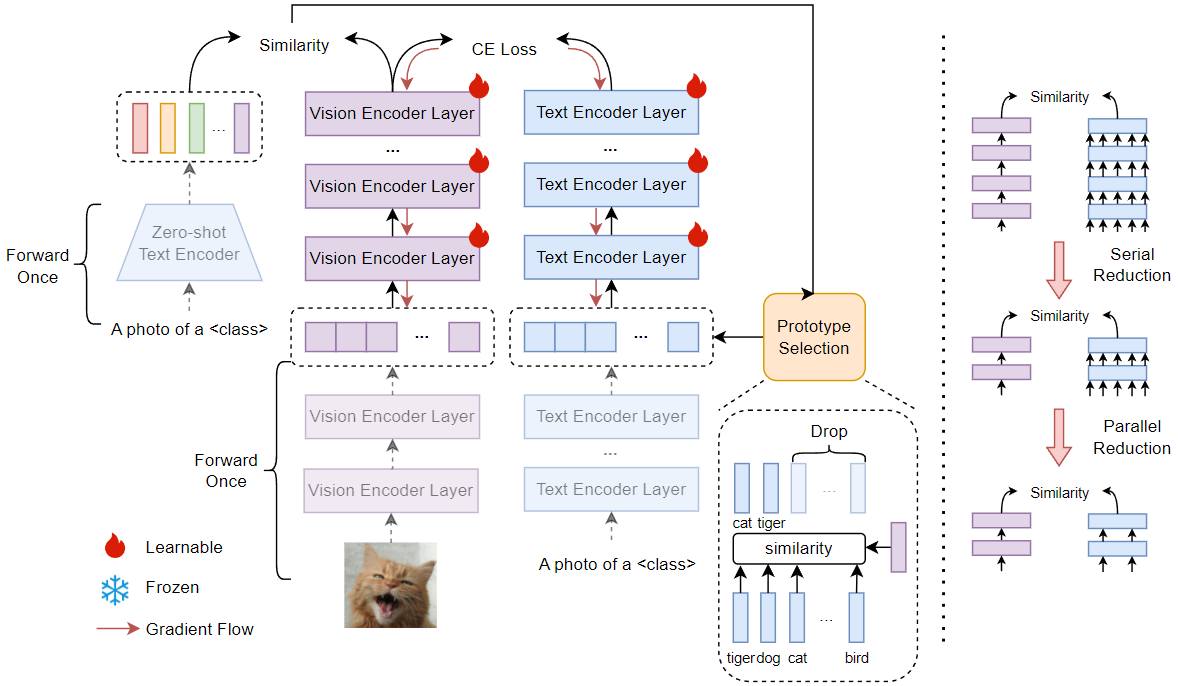 Similarity
CE Loss
Vision Encoder Layer
Text Encoder Layer
...
...
...
Vision Encoder Layer
Text Encoder Layer
Zero-shot
Text Encoder
Vision Encoder Layer
Text Encoder Layer
Forward
Once
A photo of a <class>
...
...
Prototype
Selection
Vision Encoder Layer
Text Encoder Layer
...
Forward
Once
Vision Encoder Layer
Text Encoder Layer
A photo of a <class>
Learnable
Frozen
Gradient Flow
Drop
...
cat tiger
similarity
...
tiger dog cat bird
Similarity
Serial
Reduction
Similarity
Parallel
Reduction
Similarity